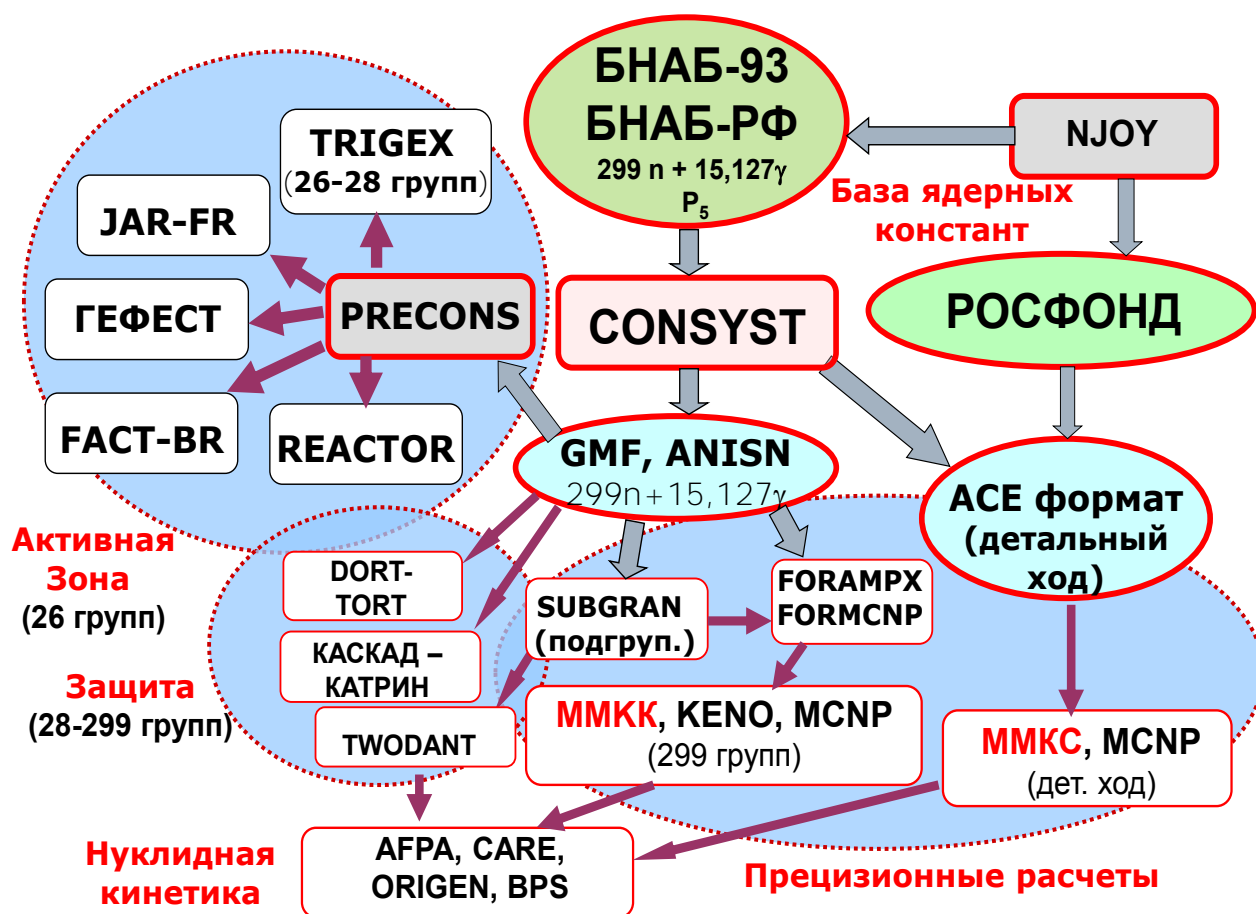 БНАБ-93
БНАБ-РФ
299 n + 15,127γ
P5
NJOY
База ядерных
констант
TRIGEX
(26-28 групп)
JAR-FR
ГЕФЕСТ
PRECONS
FACT-BR
REACTOR
CONSYST
РОСФОНД
GMF, ANISN
299n+15,127γ
ACE формат
(детальный
ход)
Активная
Зона
(26 групп)
DORT-
TORT
SUBGRAN
(подгруп.)
FORAMPX
FORMCNP
КАСКАД –
КАТРИН
Защита
(28-299 групп)
TWODANT
ММКК, KENO, MCNP
(299 групп)
ММКС, MCNP
(дет. ход)
Нуклидная
кинетика
AFPA, CARE,
ORIGEN, BPS
Прецизионные расчеты